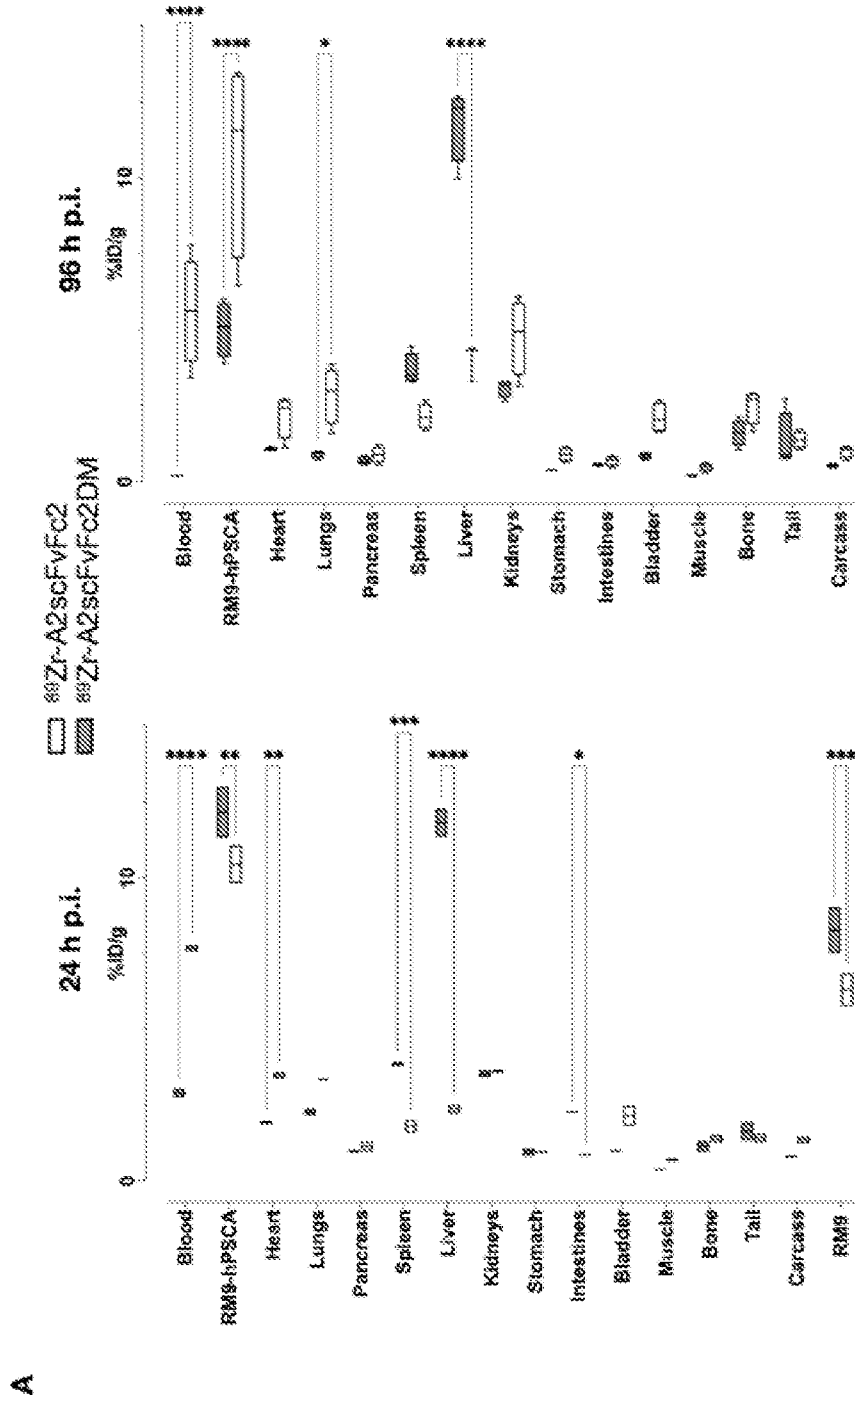 A
⁸⁹Zr-A2scFvFc2
⁸⁹Zr-A2scFvFc2DM
24 h p.i.
%ID/g
0
10
Blood
****
RM9-hPSCA
**
Heart
**
Lungs
Pancreas
Spleen
***
Liver
****
Kidneys
Stomach
Intestines
*
Bladder
Muscle
Bone
Tail
Carcass
RM9
***
96 h p.i.
%ID/g
0
10
Blood
****
RM9-hPSCA
****
Heart
Lungs
*
Pancreas
Spleen
Liver
****
Kidneys
Stomach
Intestines
Bladder
Muscle
Bone
Tail
Carcass